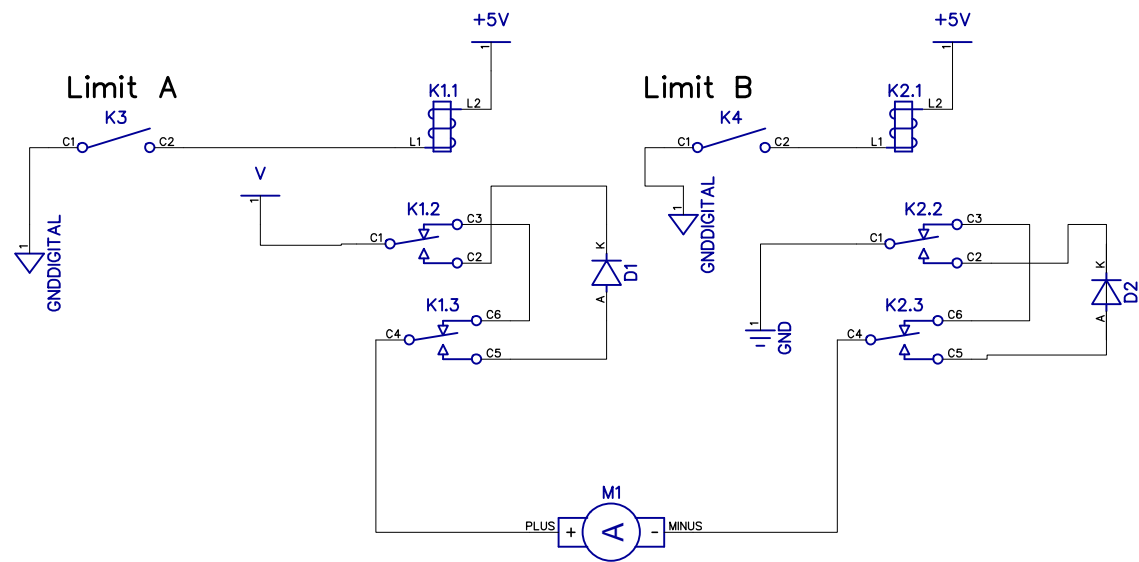 +5V
+5V
1
1
Limit A
Limit B
K1.1
K2.1
L2
L2
K3
K4
C1
C2
L1
C1
C2
L1
V
1
1
GNDDIGITAL
1
GNDDIGITAL
K1.2
C3
C1
C2
K2.2
C3
C1
C2
K
D1
A
K
D2
A
K1.3
C6
C4
C5
K2.3
C6
C4
C5
1
GND
M1
PLUS
+
A
-
MINUS